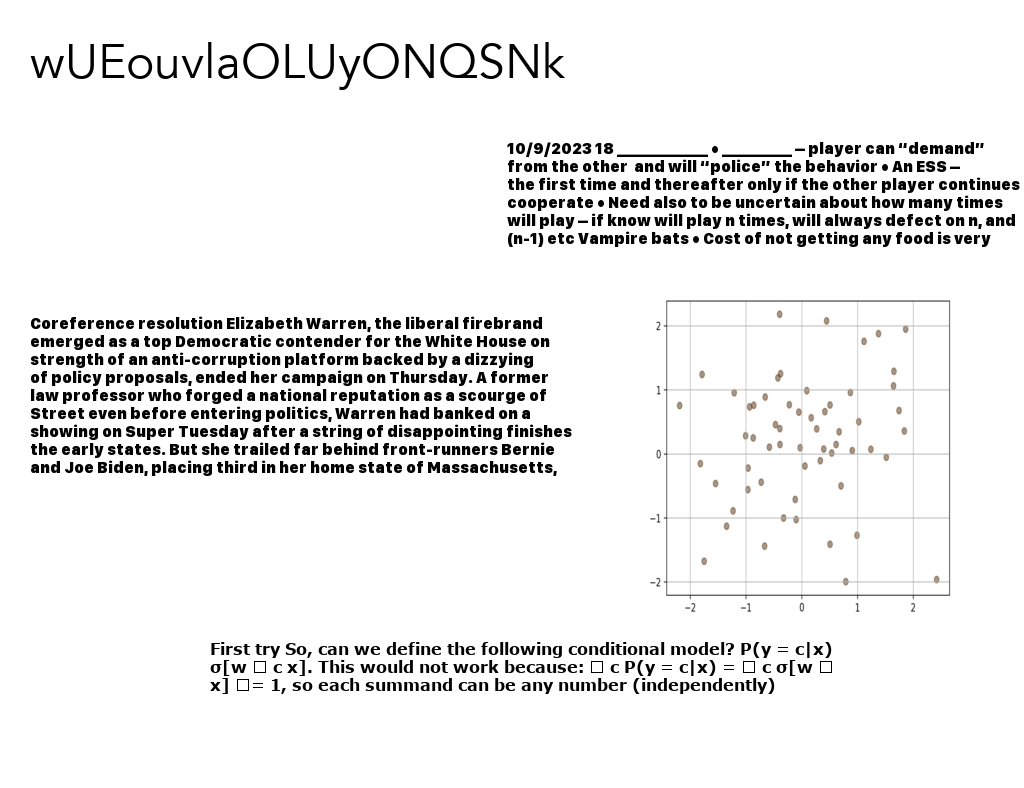 wUEouvlaOLUyONQSNk
10/9/2023 18 ___________ • _________ – player can “demand”
from the other  and will “police” the behavior • An ESS –
the first time and thereafter only if the other player continues
cooperate • Need also to be uncertain about how many times
will play – if know will play n times, will always defect on n, and
(n-1) etc Vampire bats • Cost of not getting any food is very
Coreference resolution Elizabeth Warren, the liberal firebrand
emerged as a top Democratic contender for the White House on
strength of an anti-corruption platform backed by a dizzying
of policy proposals, ended her campaign on Thursday. A former
law professor who forged a national reputation as a scourge of
Street even before entering politics, Warren had banked on a
showing on Super Tuesday after a string of disappointing finishes
the early states. But she trailed far behind front-runners Bernie
and Joe Biden, placing third in her home state of Massachusetts,
2
1
0
−1
−2
−2 −1 0 1 2
First try So, can we define the following conditional model? P(y = c|x)
σ[w □ c x]. This would not work because: □ c P(y = c|x) = □ c σ[w □
x] □= 1, so each summand can be any number (independently)